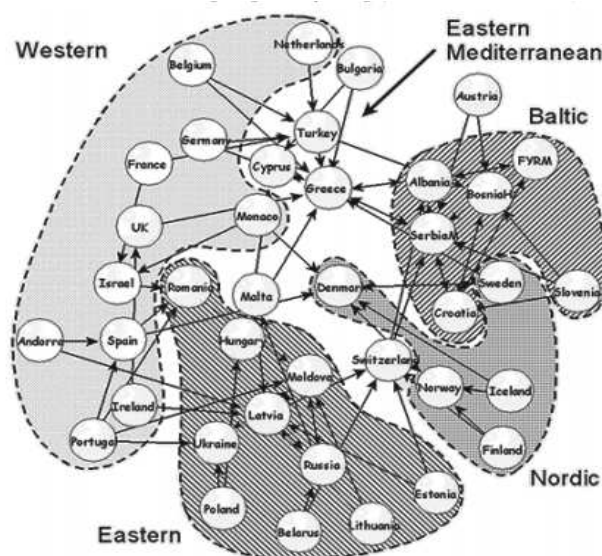 Western
Eastern
Mediterranean
Netherlands
Belgium
Bulgaria
Austria
Baltic
Turkey
Germany
France
Cyprus
Greece
Albania
FYRM
BosniaH
UK
Monaco
SerbiaM
Israel
Romania
Malta
Denmar
Sweden
Slovenia
Croatia
Andorra
Spain
Hungary
Moldova
Switzerland
Norway
Iceland
Ireland
Latvia
Portuga
Ukraine
Russia
Finland
Poland
Estonia
Nordic
Belarus
Lithuania
Eastern